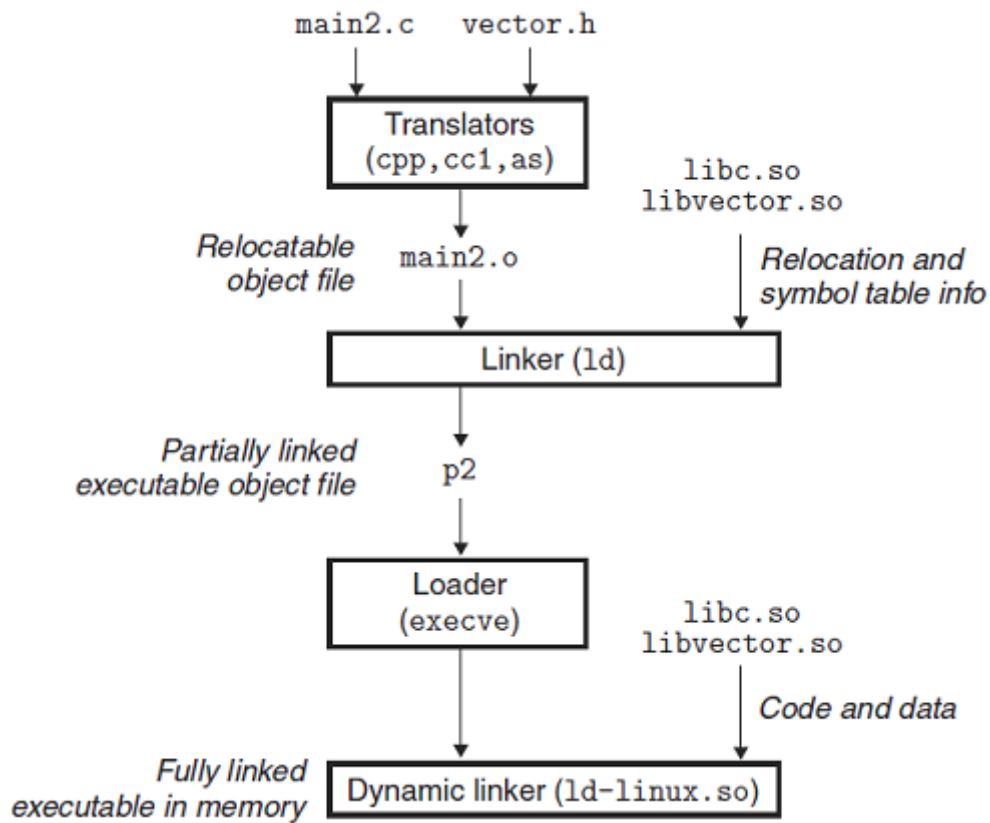 main2.c vector.h
Translators
(cpp,cc1,as)
libc.so
libvector.so
Relocatable
object file
main2.o
Relocation and
symbol table info
Linker (ld)
Partially linked
executable object file
p2
Loader
(execve)
libc.so
libvector.so
Code and data
Fully linked
executable in memory
Dynamic linker (ld-linux.so)